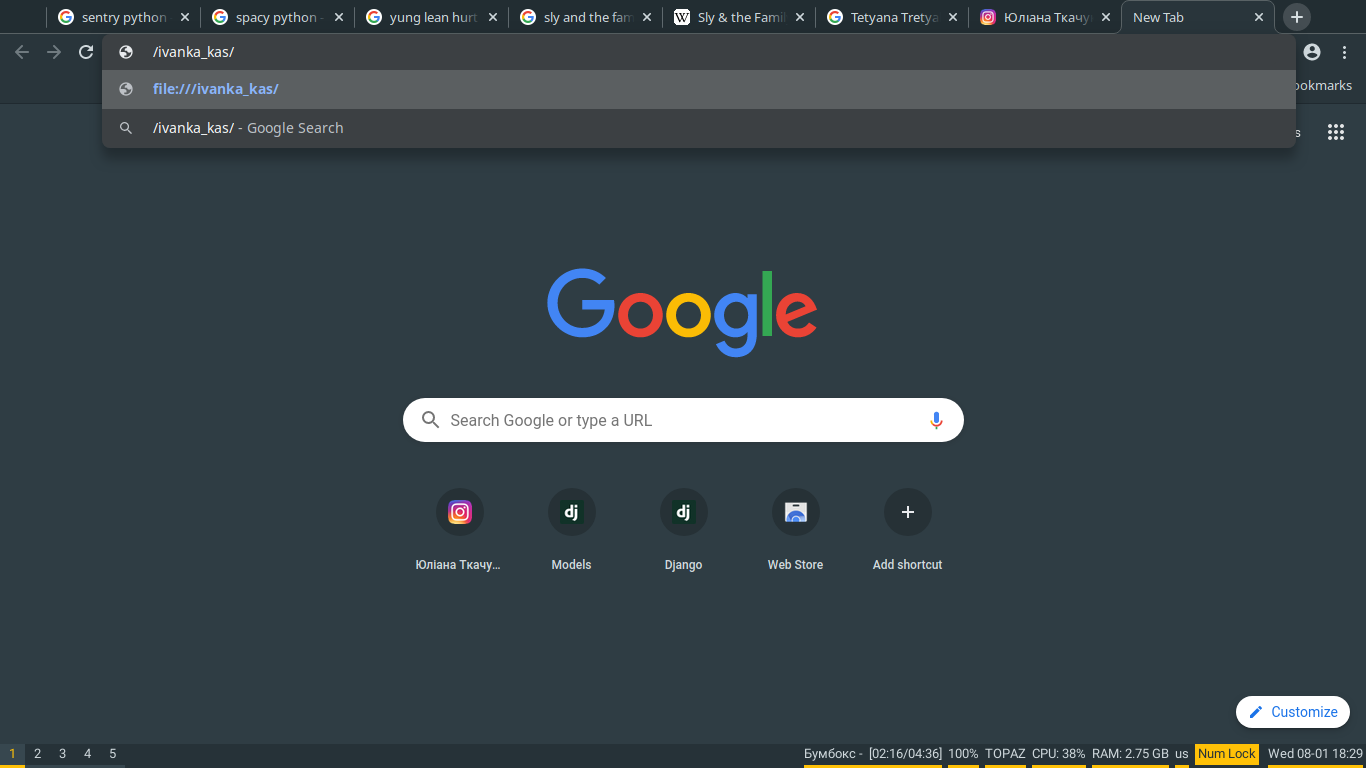 sentry python
spacy python -
yung lean hurt
sly and the fam
Sly & the Famil
Tetyana Tretya
Юліана Ткачу
New Tab
/ivanka_kas/
file:///ivanka_kas/
ookmarks
/ivanka_kas/ - Google Search
s
Google
Search Google or type a URL
Юліана Ткачу...
Models
Django
Web Store
Add shortcut
Customize
1 2 3 4 5
Бумбокс - [02:16/04:36] 100% TOPAZ CPU: 38% RAM: 2.75 GB us Num Lock Wed 08-01 18:29